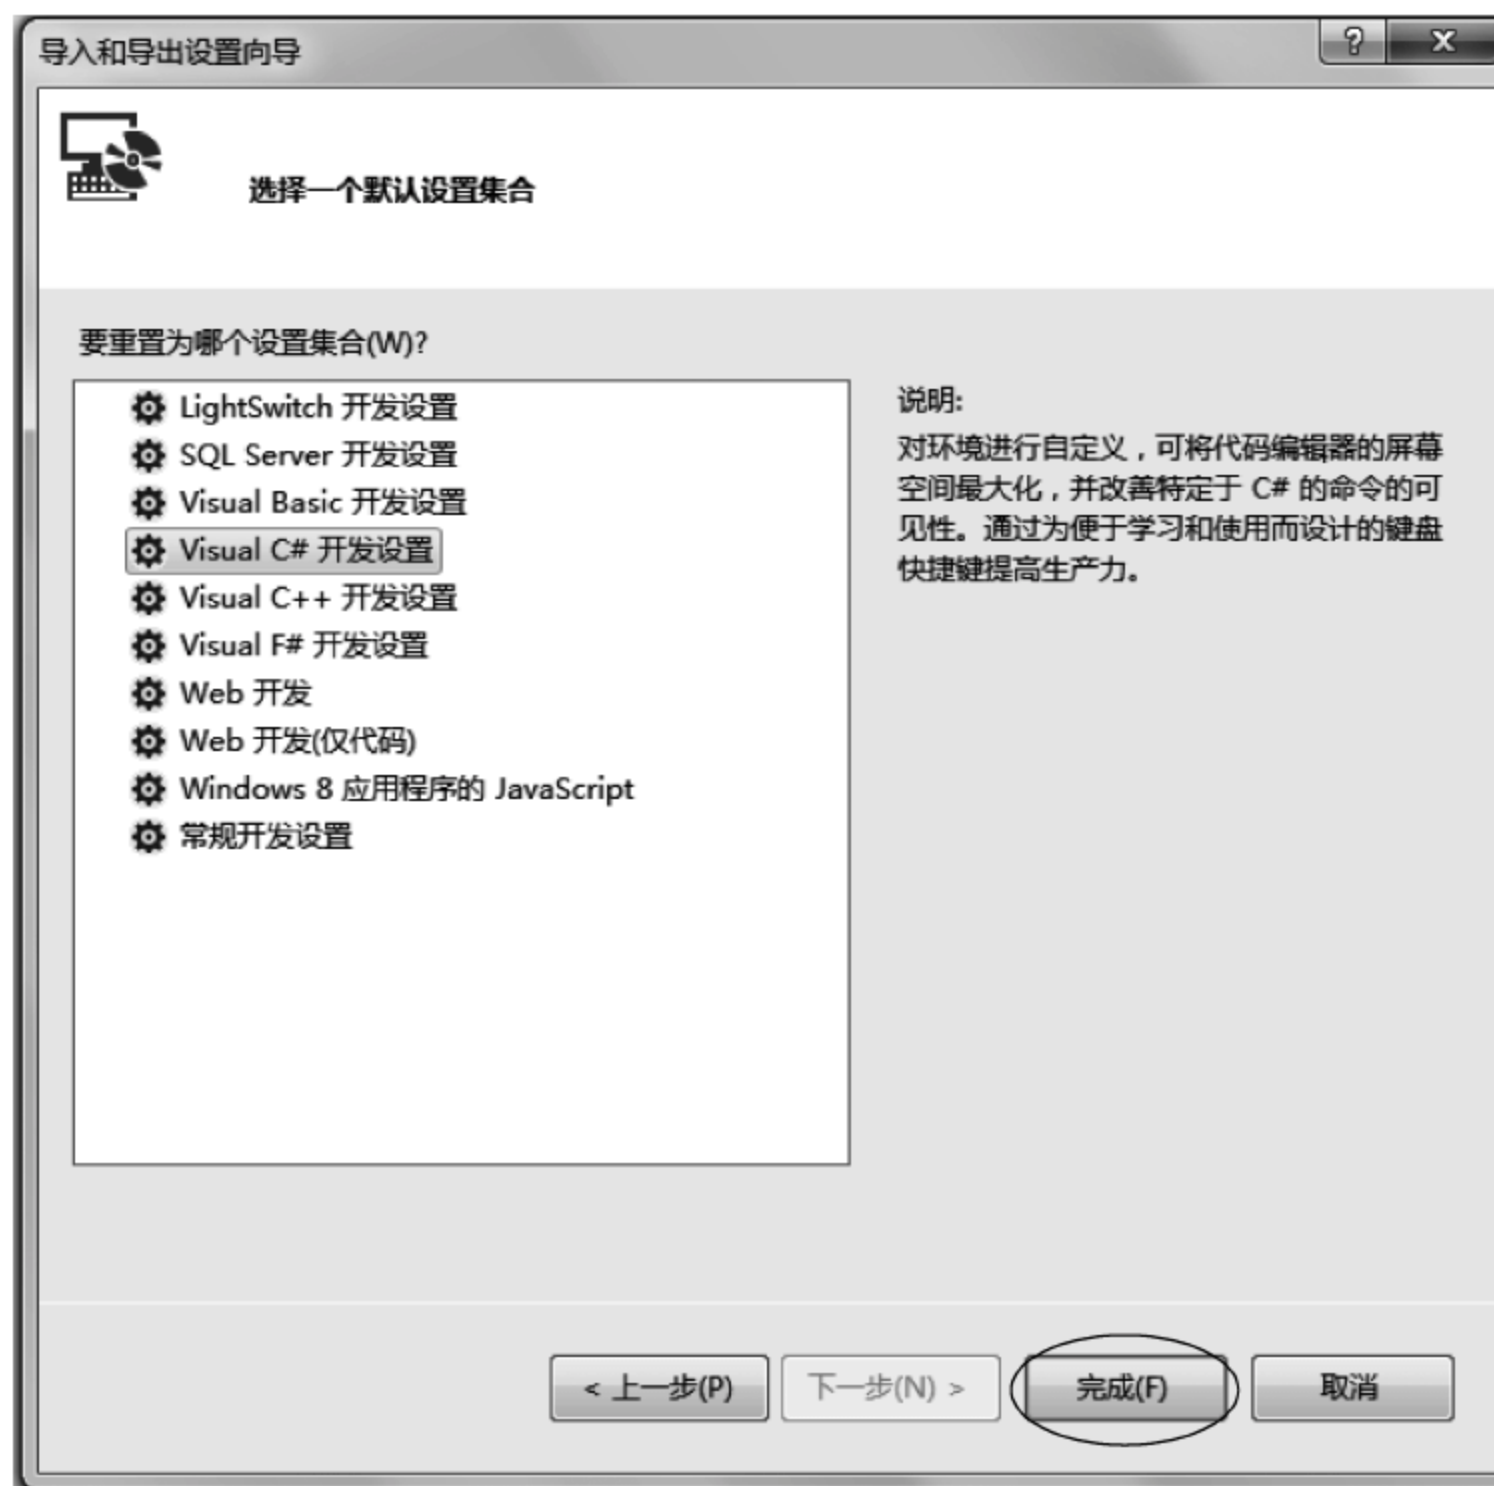 导入和导出设置向导
?
X
选择一个默认设置集合
要重置为哪个设置集合(W)?
LightSwitch 开发设置
SQL Server 开发设置
Visual Basic 开发设置
Visual C# 开发设置
Visual C++ 开发设置
Visual F# 开发设置
Web 开发
Web 开发(仅代码)
Windows 8 应用程序的 JavaScript
常规开发设置
说明:
对环境进行自定义，可将代码编辑器的屏幕
空间最大化，并改善特定于 C# 的命令的可
见性。通过为便于学习和使用而设计的键盘
快捷键提高生产力。
< 上一步(P)
下一步(N) >
完成(F)
取消